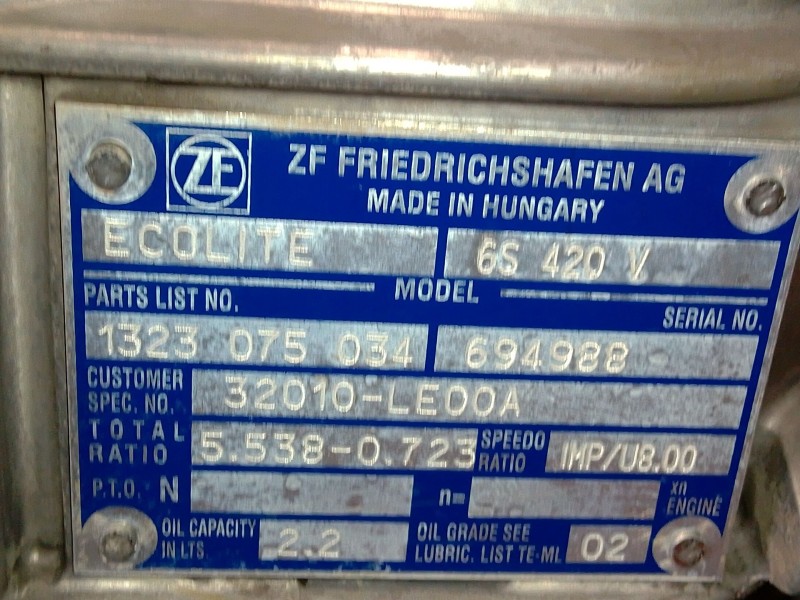 ZF ZF FRIEDRICHSHAFEN AG
MADE IN HUNGARY
ECOLITE 6S 420 V
MODEL
PARTS LIST NO. SERIAL NO.
1323 075 034 694988
CUSTOMER SPEC. NO. 32010-LE00A
TOTAL RATIO 5.538-0.723 SPEEDO RATIO IMP/U8.00
P.T.O. N n= xn ENGINE
OIL CAPACITY IN LTS 2.2 OIL GRADE SEE LUBRIC. LIST TE-ML 02